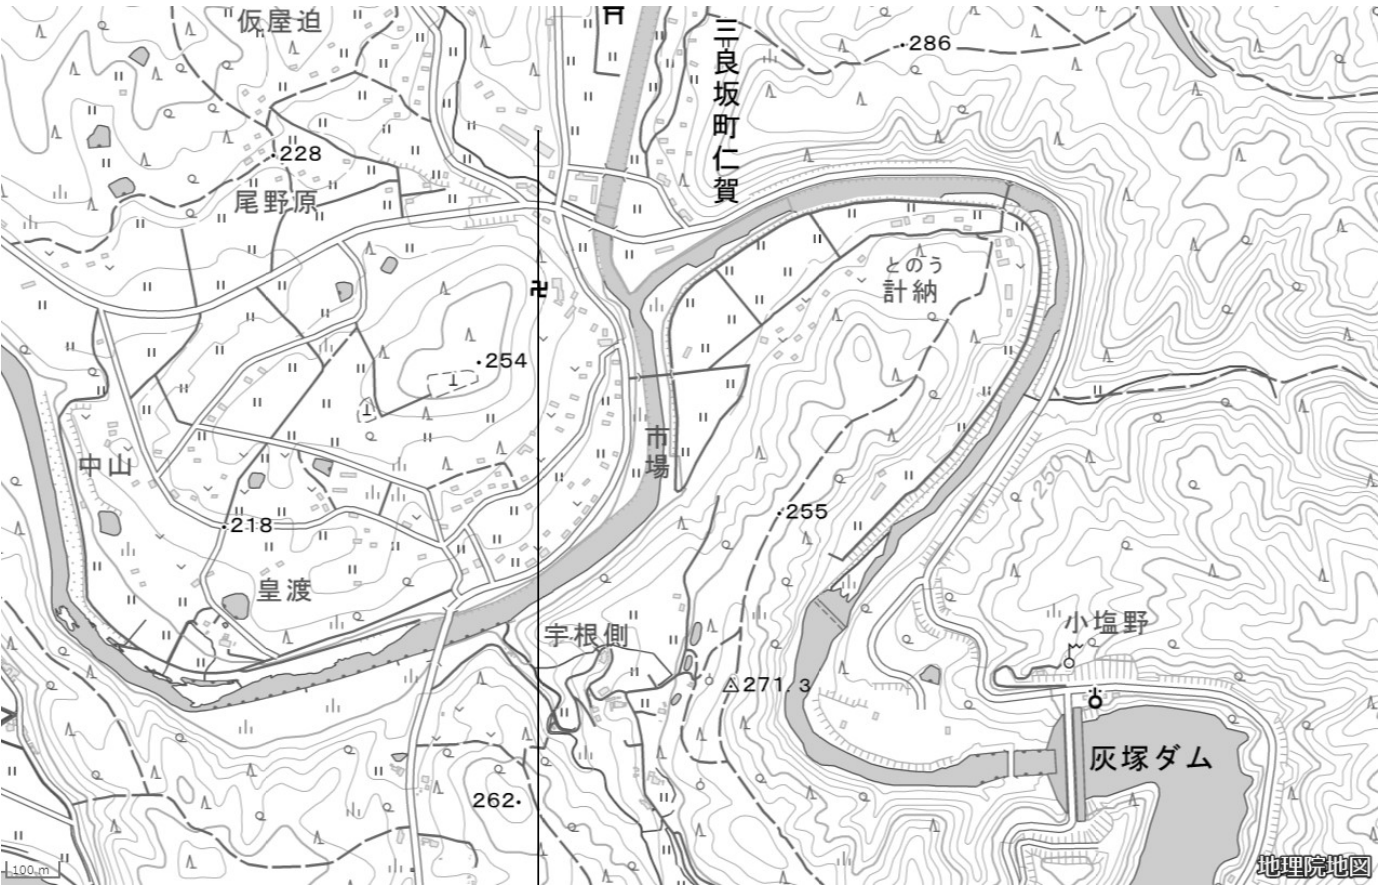 仮屋迫
三良坂町仁賀
286
228
尾野原
とのう
計納
254
市場
中山
255
218
皇渡
宇根側
小塩野
271.3
250
灰塚ダム
262
100 m
地理院地図